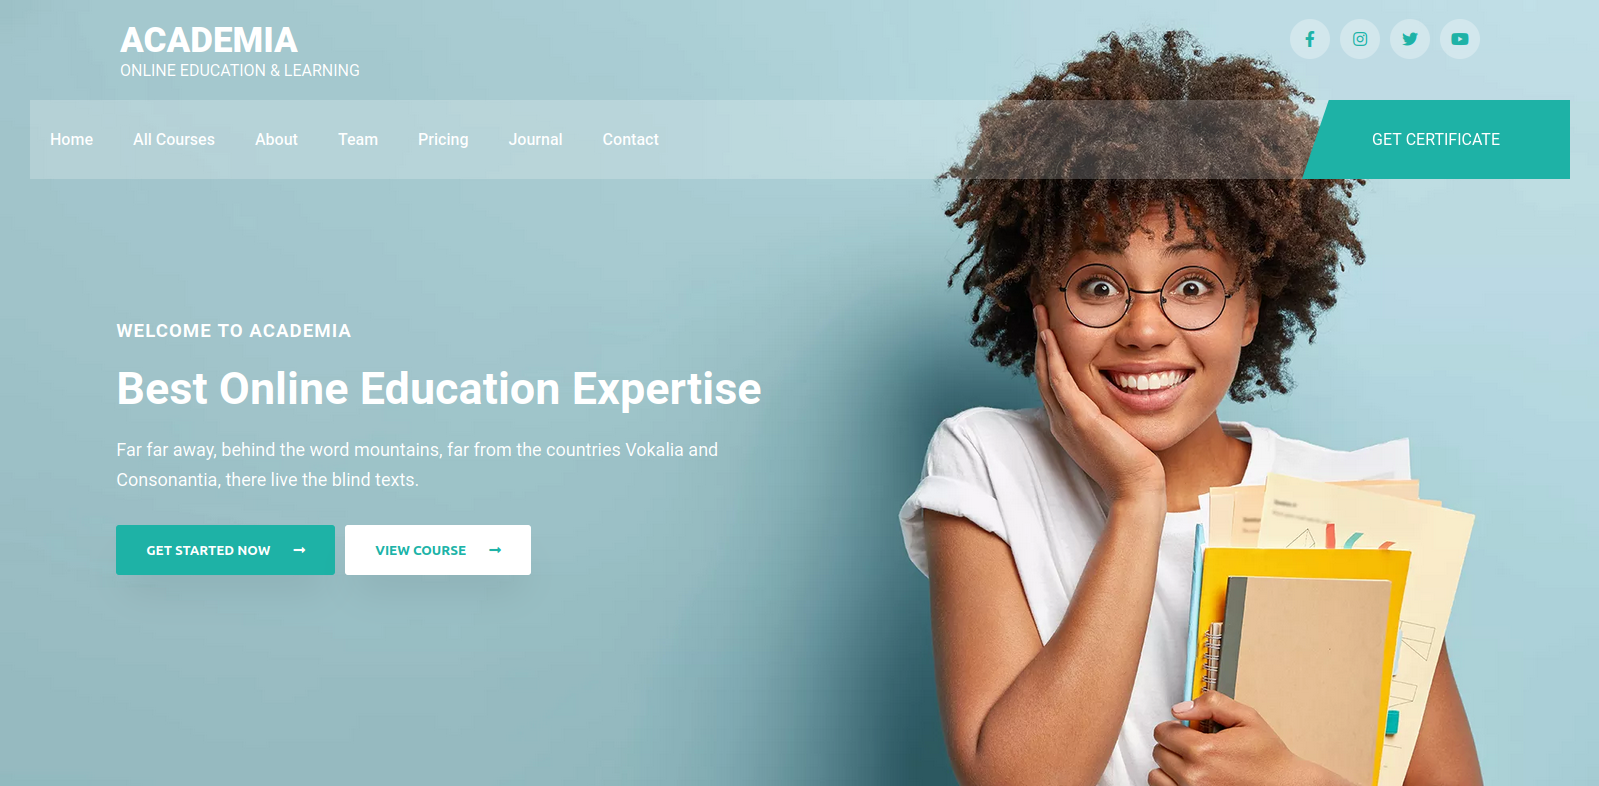 ACADEMIA
ONLINE EDUCATION & LEARNING
Home
All Courses
About
Team
Pricing
Journal
Contact
GET CERTIFICATE
WELCOME TO ACADEMIA
Best Online Education Expertise
Far far away, behind the word mountains, far from the countries Vokalia and
Consonantia, there live the blind texts.
GET STARTED NOW
VIEW COURSE